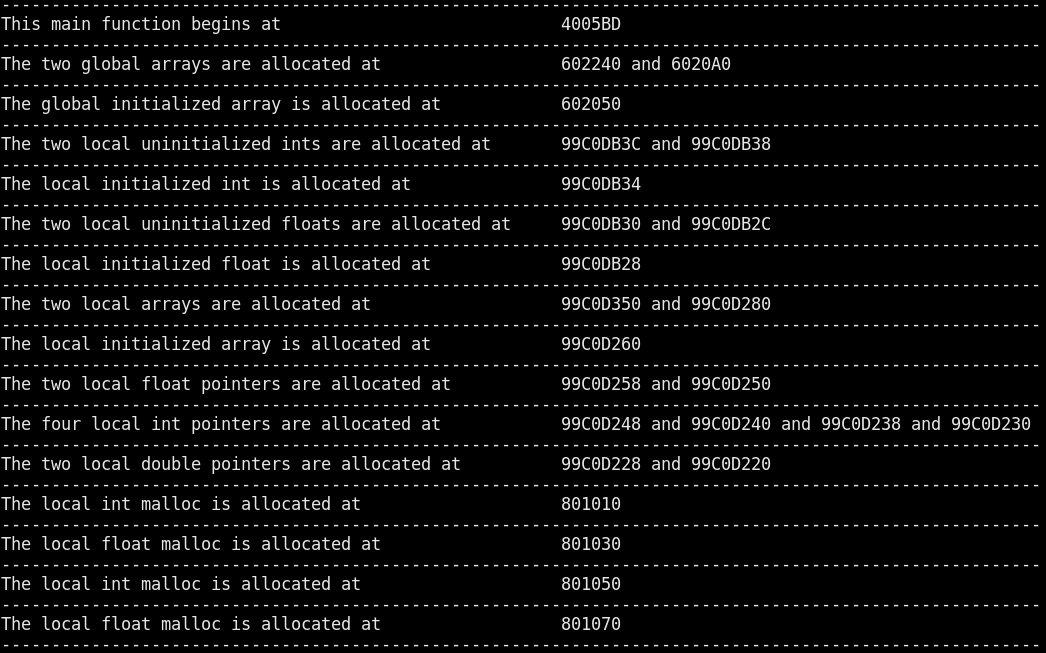 --------------------------------------------------------------------------------------------------------
This main function begins at                            4005BD
--------------------------------------------------------------------------------------------------------
The two global arrays are allocated at                  602240 and 6020A0
--------------------------------------------------------------------------------------------------------
The global initialized array is allocated at            602050
--------------------------------------------------------------------------------------------------------
The two local uninitialized ints are allocated at       99C0DB3C and 99C0DB38
--------------------------------------------------------------------------------------------------------
The local initialized int is allocated at               99C0DB34
--------------------------------------------------------------------------------------------------------
The two local uninitialized floats are allocated at     99C0DB30 and 99C0DB2C
--------------------------------------------------------------------------------------------------------
The local initialized float is allocated at             99C0DB28
--------------------------------------------------------------------------------------------------------
The two local arrays are allocated at                   99C0D350 and 99C0D280
--------------------------------------------------------------------------------------------------------
The local initialized array is allocated at             99C0D260
--------------------------------------------------------------------------------------------------------
The two local float pointers are allocated at           99C0D258 and 99C0D250
--------------------------------------------------------------------------------------------------------
The four local int pointers are allocated at            99C0D248 and 99C0D240 and 99C0D238 and 99C0D230
--------------------------------------------------------------------------------------------------------
The two local double pointers are allocated at          99C0D228 and 99C0D220
--------------------------------------------------------------------------------------------------------
The local int malloc is allocated at                    801010
--------------------------------------------------------------------------------------------------------
The local float malloc is allocated at                  801030
--------------------------------------------------------------------------------------------------------
The local int malloc is allocated at                    801050
--------------------------------------------------------------------------------------------------------
The local float malloc is allocated at                  801070
--------------------------------------------------------------------------------------------------------